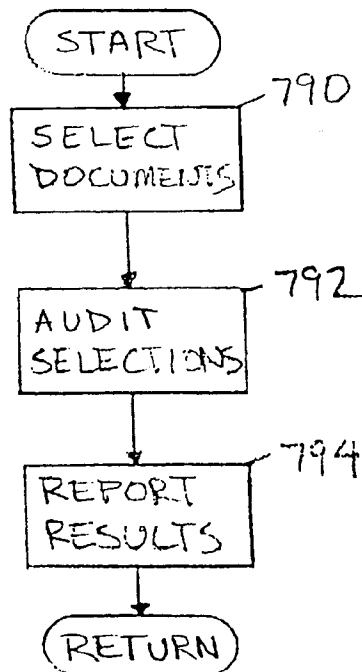 START
790
SELECT
DOCUMENTS
792
AUDIT
SELECTIONS
794
REPORT
RESULTS
RETURN